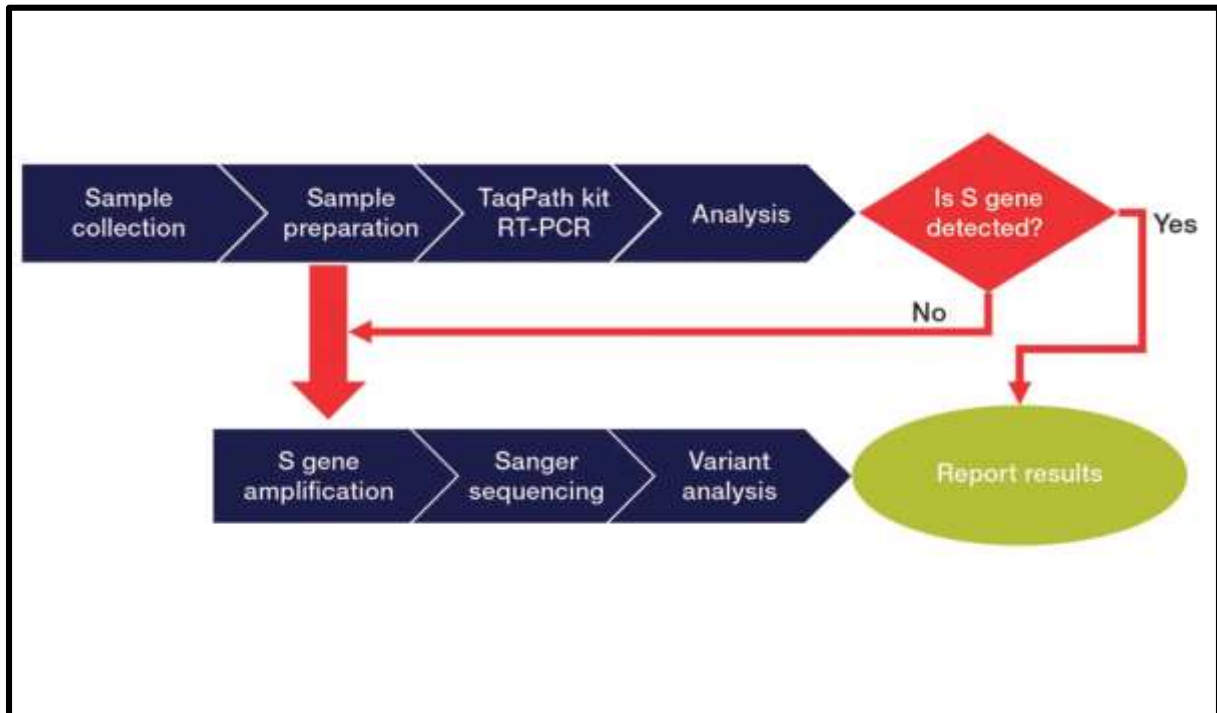 Sample
collection
Sample
preparation
TaqPath kit
RT-PCR
Analysis
Is S gene
detected?
Yes
No
S gene
amplification
Sanger
sequencing
Variant
analysis
Report results